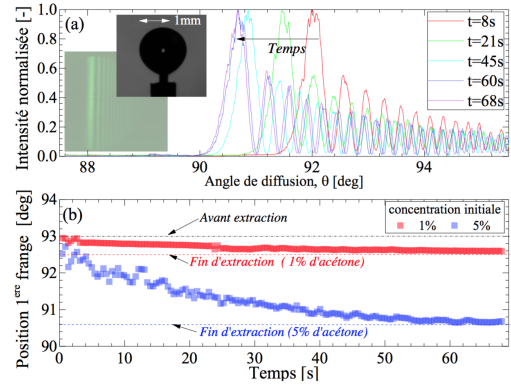 (a)
1mm
Temps
t=8s
t=21s
t=45s
t=60s
t=68s
Intensité normalisée [-]
1.0
0.8
0.6
0.4
0.2
0.0
88
90
92
94
Angle de diffusion, θ [deg]
(b)
Avant extraction
concentration initiale
1%
5%
Fin d'extraction ( 1% d'acétone)
Fin d'extraction (5% d'acétone)
Position 1ere frange [deg]
94
93
92
91
90
0
10
20
30
40
50
60
70
Temps [s]